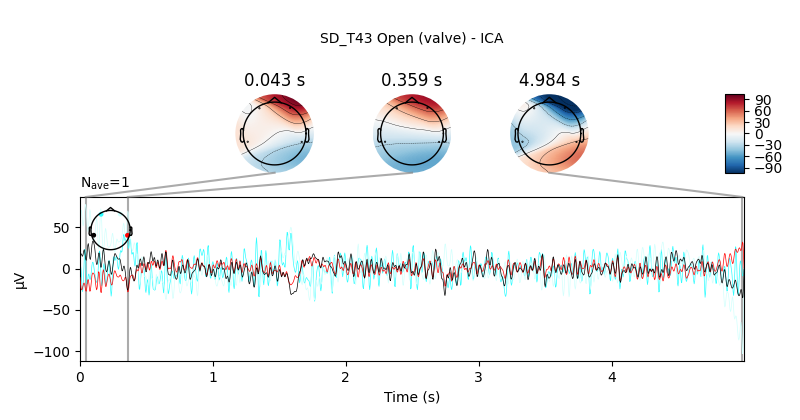 SD_T43 Open (valve) - ICA
0.043 s
0.359 s
4.984 s
90
60
30
0
−30
−60
−90
Nave=1
50
0
−50
−100
µV
0
1
2
3
4
Time (s)